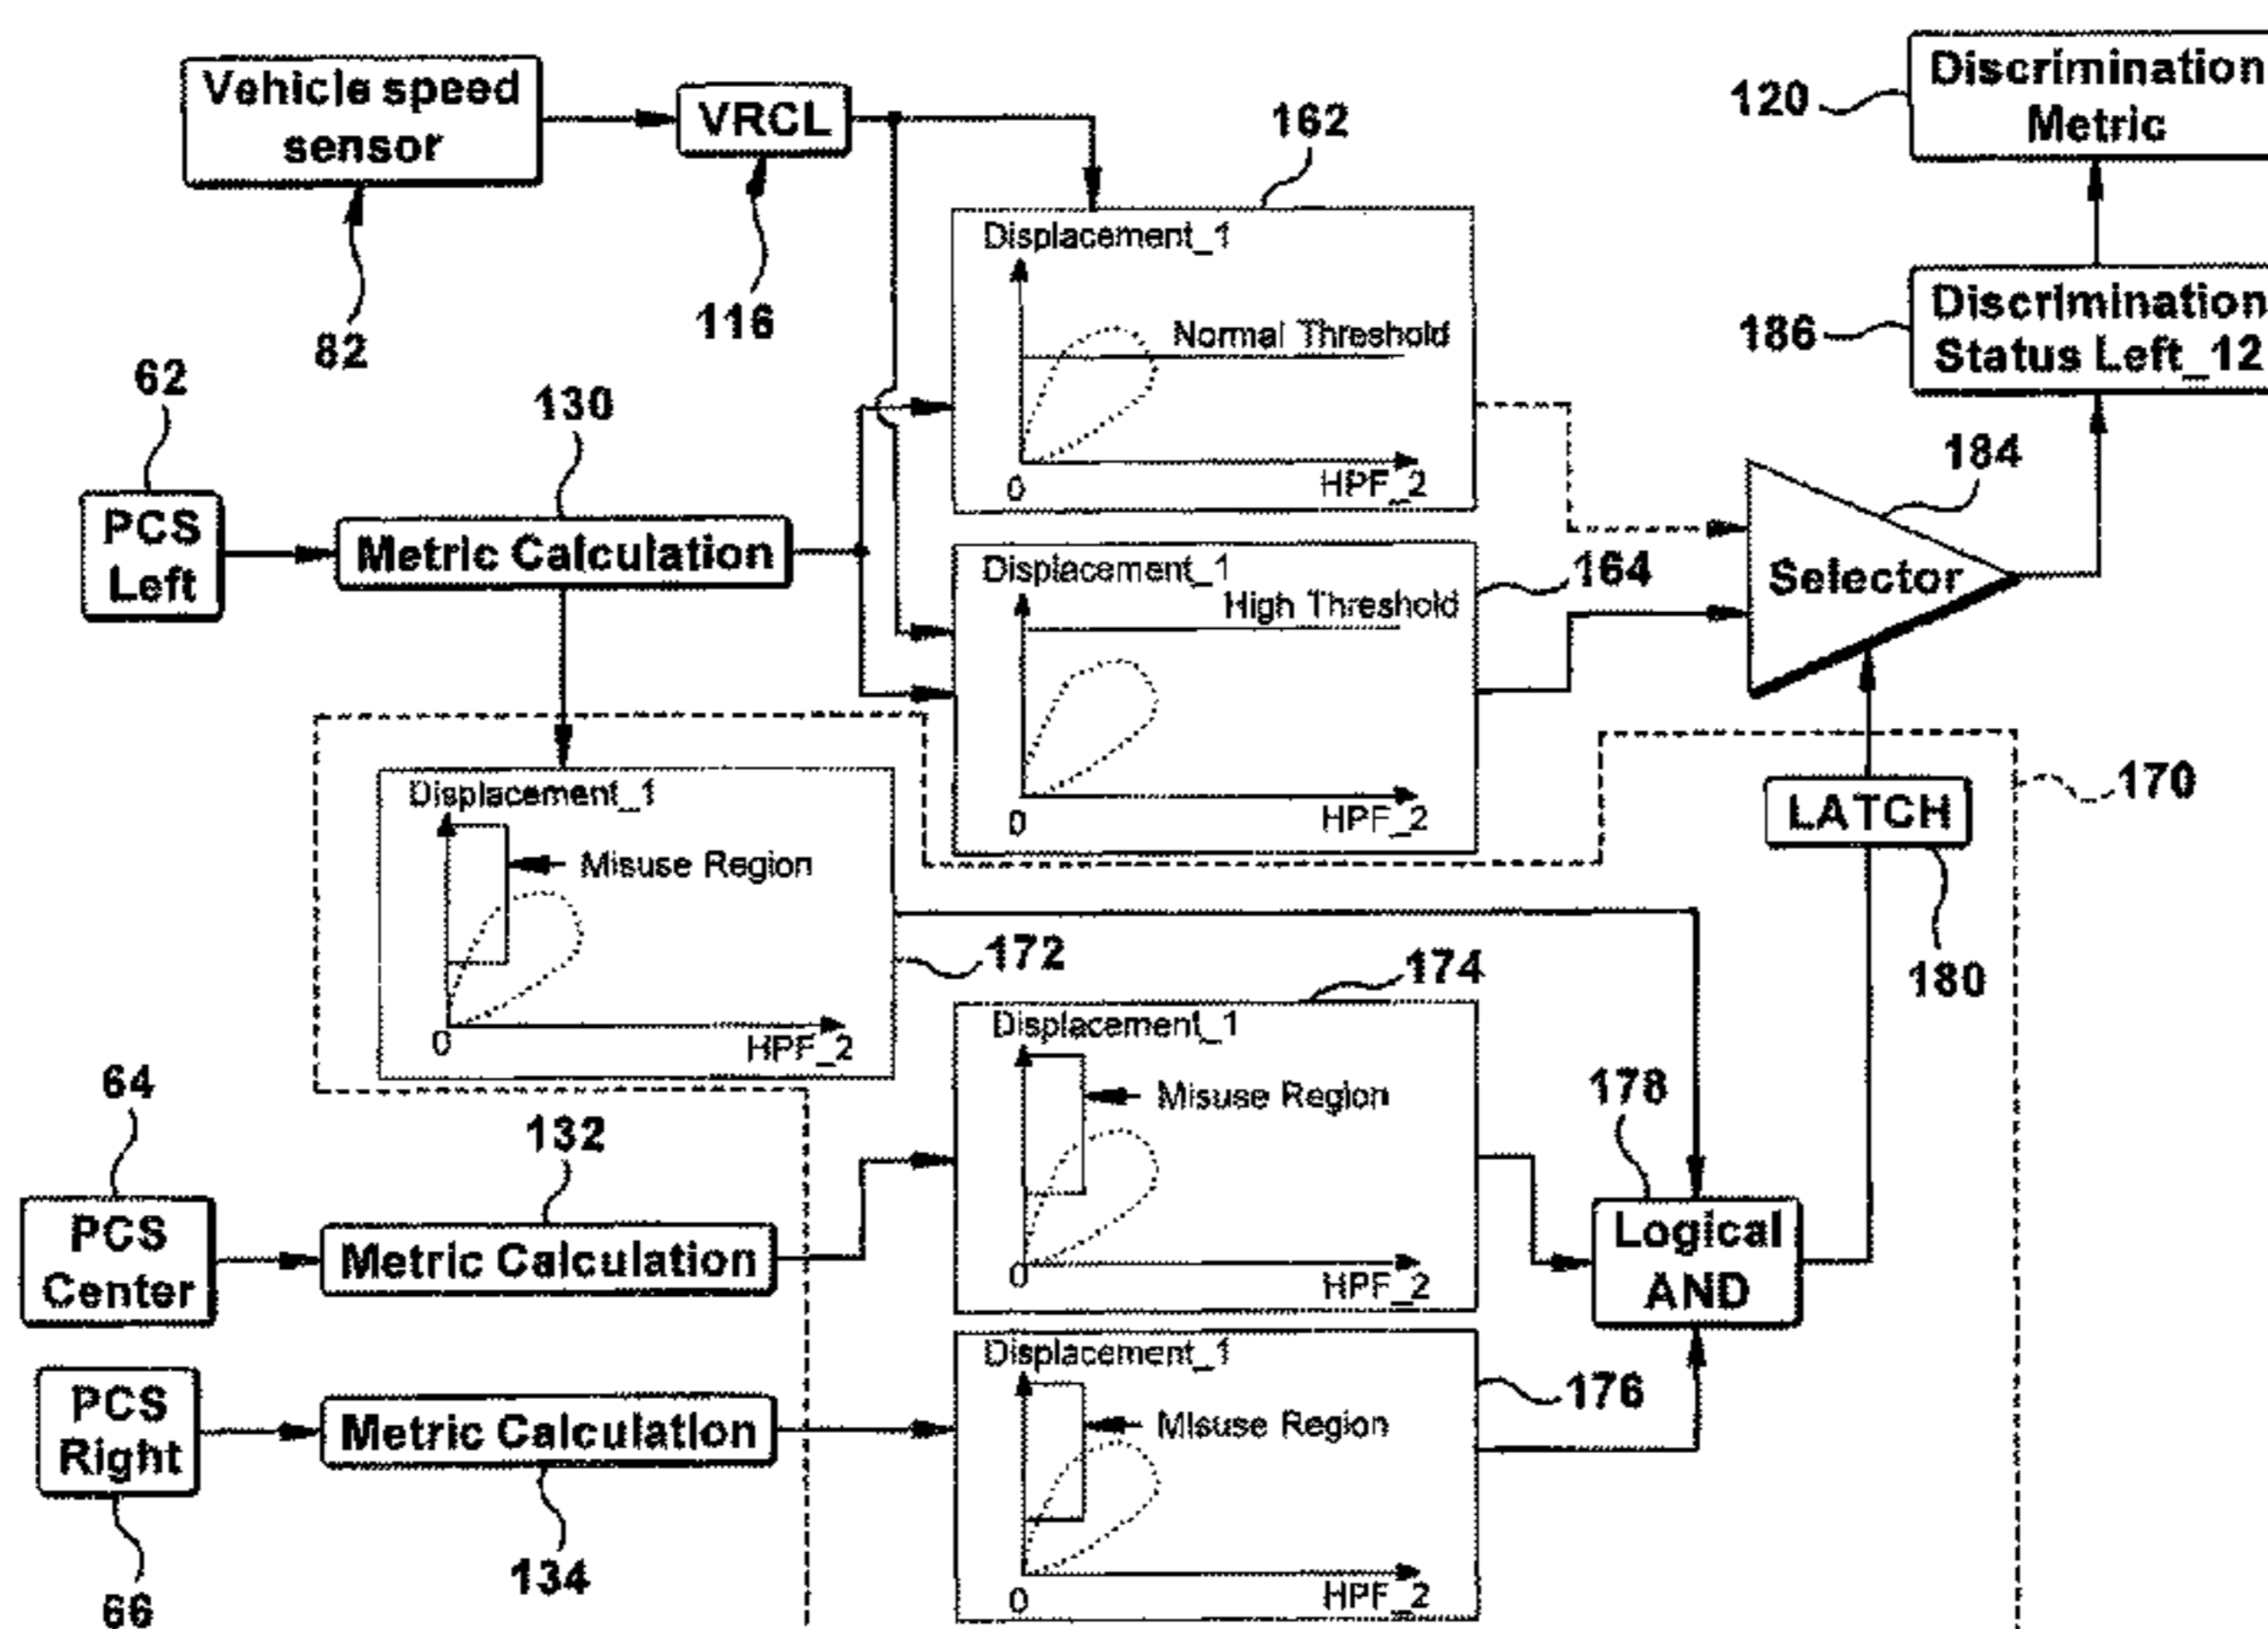 Vehicle speed
sensor
82
VRCL
116
162
120
Discrimination
Metric
Displacement_1
Normal Threshold
0
HPF_2
186
Discrimination
Status Left_12
62
PCS
Left
130
Metric Calculation
184
Selector
Displacement_1
High Threshold
0
HPF_2
164
170
LATCH
180
Displacement_1
Misuse Region
0
HPF_2
172
174
Displacement_1
Misuse Region
0
HPF_2
64
PCS
Center
132
Metric Calculation
178
Logical
AND
66
PCS
Right
134
Metric Calculation
Displacement_1
Misuse Region
0
HPF_2
176